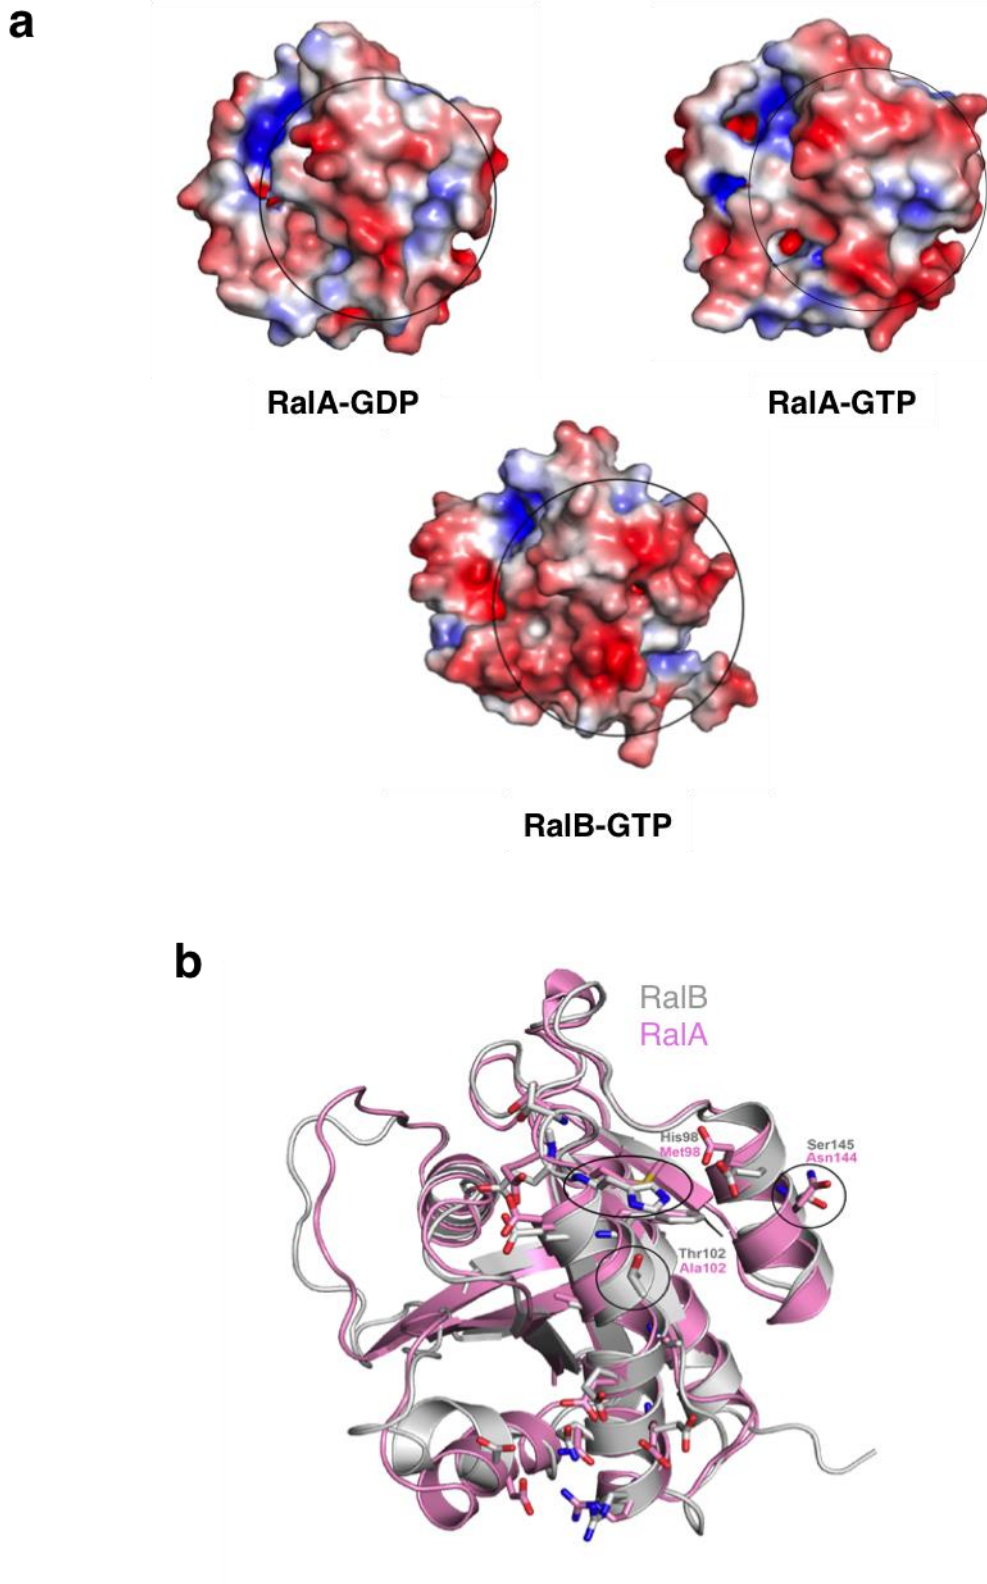 a
RalA-GDP
RalA-GTP
RalB-GTP
b
RalB
RalA
His98
Met98
Ser145
Asn144
Thr102
Ala102